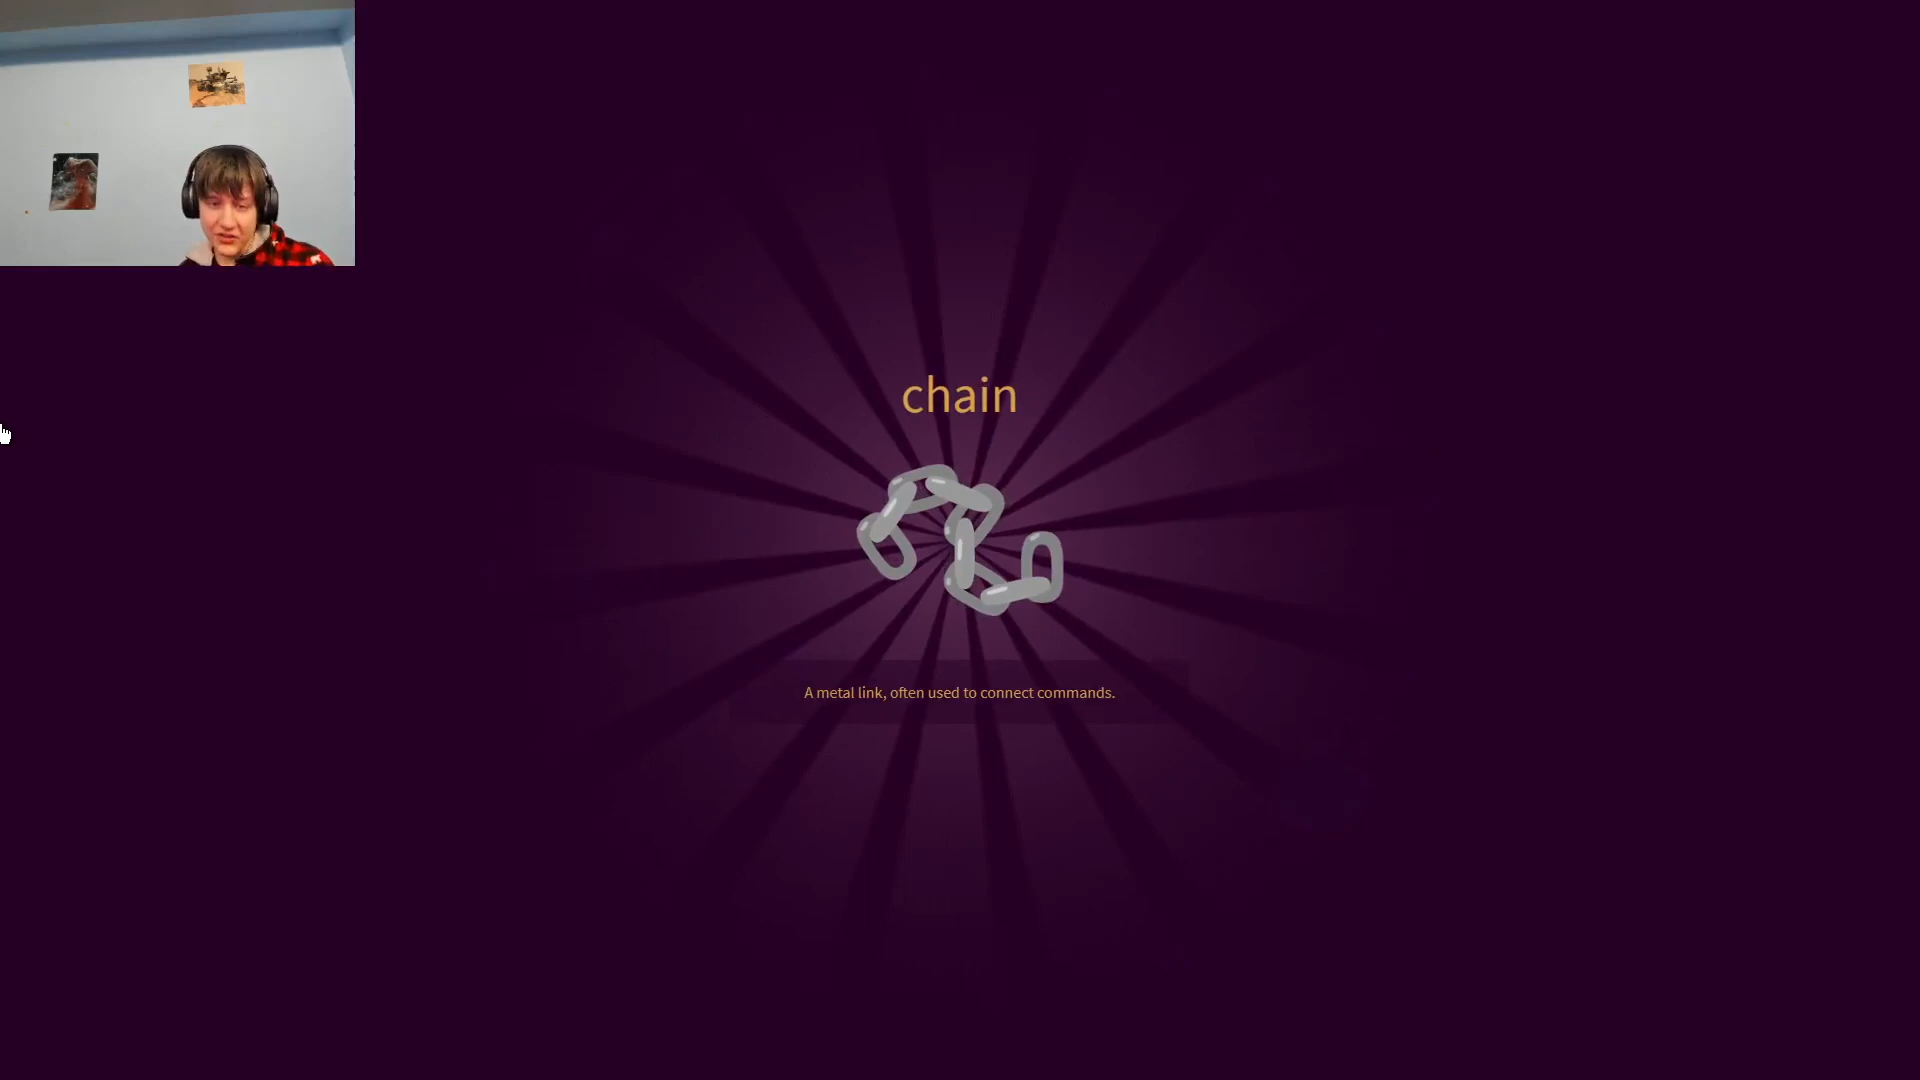 chain
A metal link, often used to connect commands.